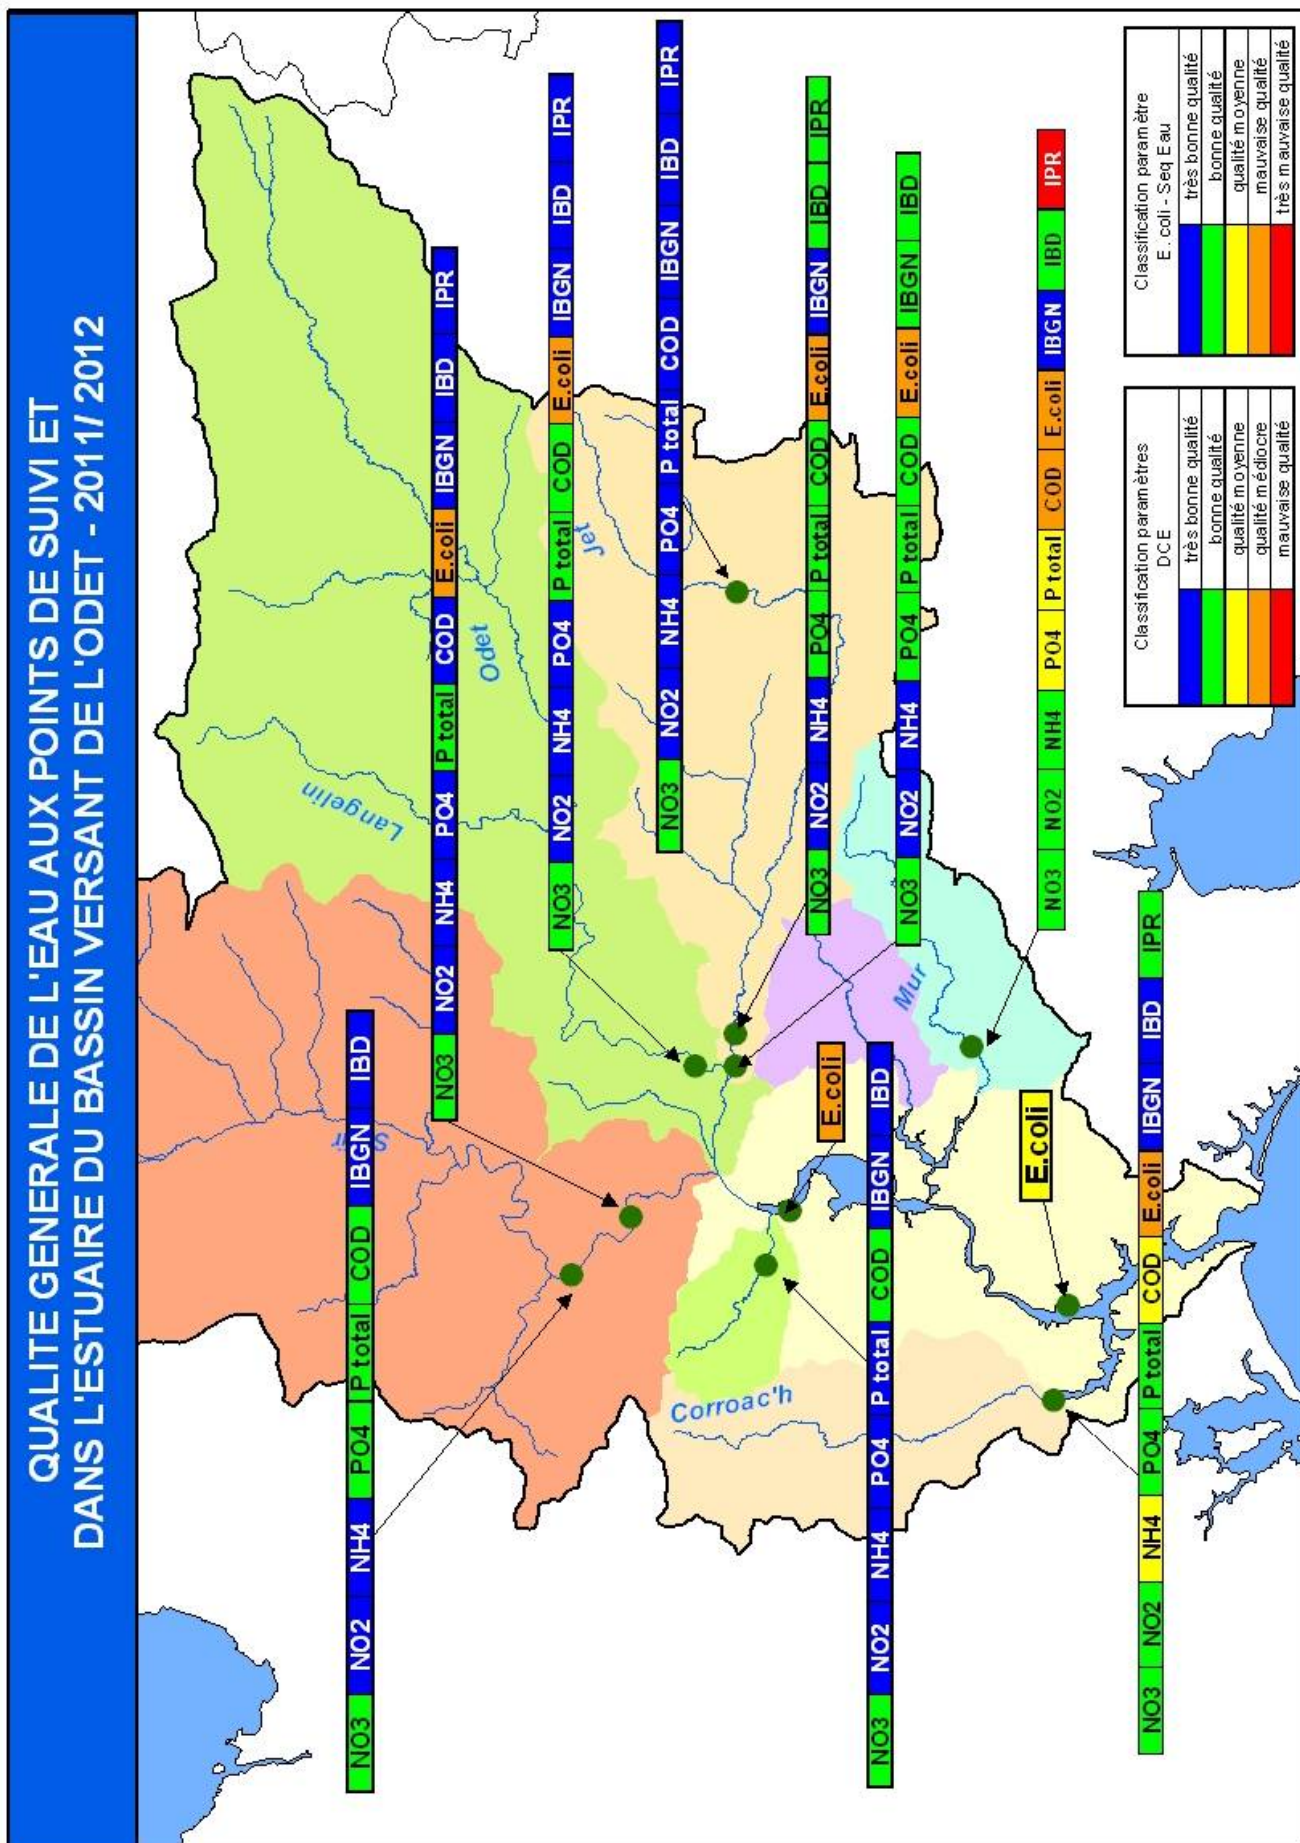 QUALITE GENERALE DE L'EAU AUX POINTS DE SUIVI ET
DANS L'ESTUAIRE DU BASSIN VERSANT DE L'ODET - 2011/ 2012
NO3 NO2 NH4 PO4 P total COD IBGN IBD
NO3 NO2 NH4 PO4 P total COD E.coli IBGN IBD IPR
Langelin
Odet
NO3 NO2 NH4 PO4 P total COD E.coli IBGN IBD IPR
Jet
NO3 NO2 NH4 PO4 P total COD IBGN IBD IPR
Corroac'h
NO3 NO2 NH4 PO4 P total COD E.coli IBGN IBD IPR
E.coli
NO3 NO2 NH4 PO4 P total COD IBGN IBD
NO3 NO2 NH4 PO4 P total COD E.coli IBGN IBD
Mur
E.coli
NO3 NO2 NH4 PO4 P total COD E.coli IBGN IBD IPR
NO3 NO2 NH4 PO4 P total COD E.coli IBGN IBD IPR
Classification paramètres
DCE
très bonne qualité
bonne qualité
qualité moyenne
qualité médiocre
mauvaise qualité
Classification paramètre
E. coli - Seq Eau
très bonne qualité
bonne qualité
qualité moyenne
mauvaise qualité
très mauvaise qualité